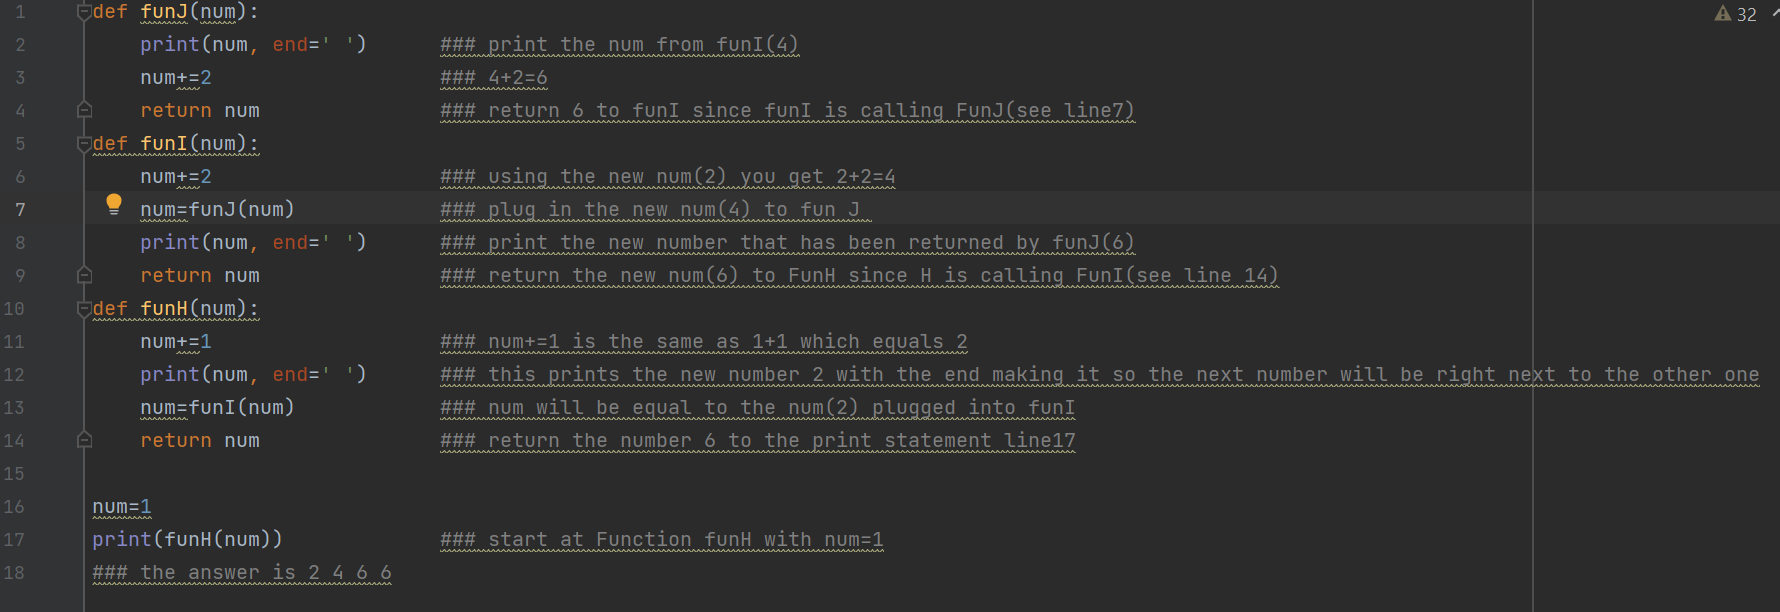 1 def funJ(num): 32
2 print(num, end=' ') ### print the num from funI(4)
3 num+=2 ### 4+2=6
4 return num ### return 6 to funI since funI is calling FunJ(see line7)
5 def funI(num):
6 num+=2 ### using the new num(2) you get 2+2=4
7 num=funJ(num) ### plug in the new num(4) to fun J
8 print(num, end=' ') ### print the new number that has been returned by funJ(6)
9 return num ### return the new num(6) to FunH since H is calling FunI(see line 14)
10 def funH(num):
11 num+=1 ### num+=1 is the same as 1+1 which equals 2
12 print(num, end=' ') ### this prints the new number 2 with the end making it so the next number will be right next to the other one
13 num=funI(num) ### num will be equal to the num(2) plugged into funI
14 return num ### return the number 6 to the print statement line17
15
16 num=1
17 print(funH(num)) ### start at Function funH with num=1
18 ### the answer is 2 4 6 6